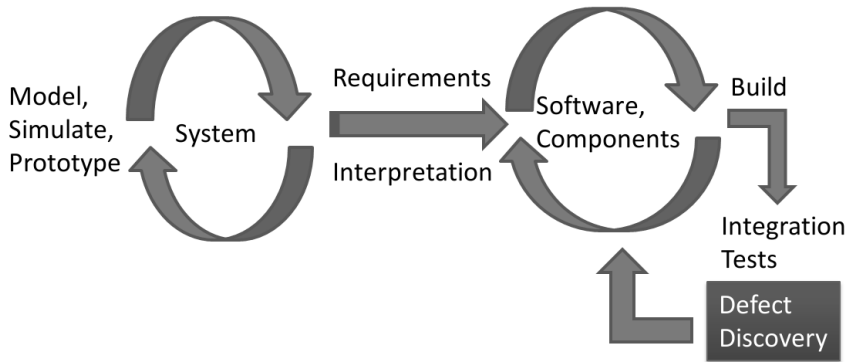 Model,
Simulate,
Prototype
System
Requirements
Interpretation
Software,
Components
Build
Integration
Tests
Defect
Discovery